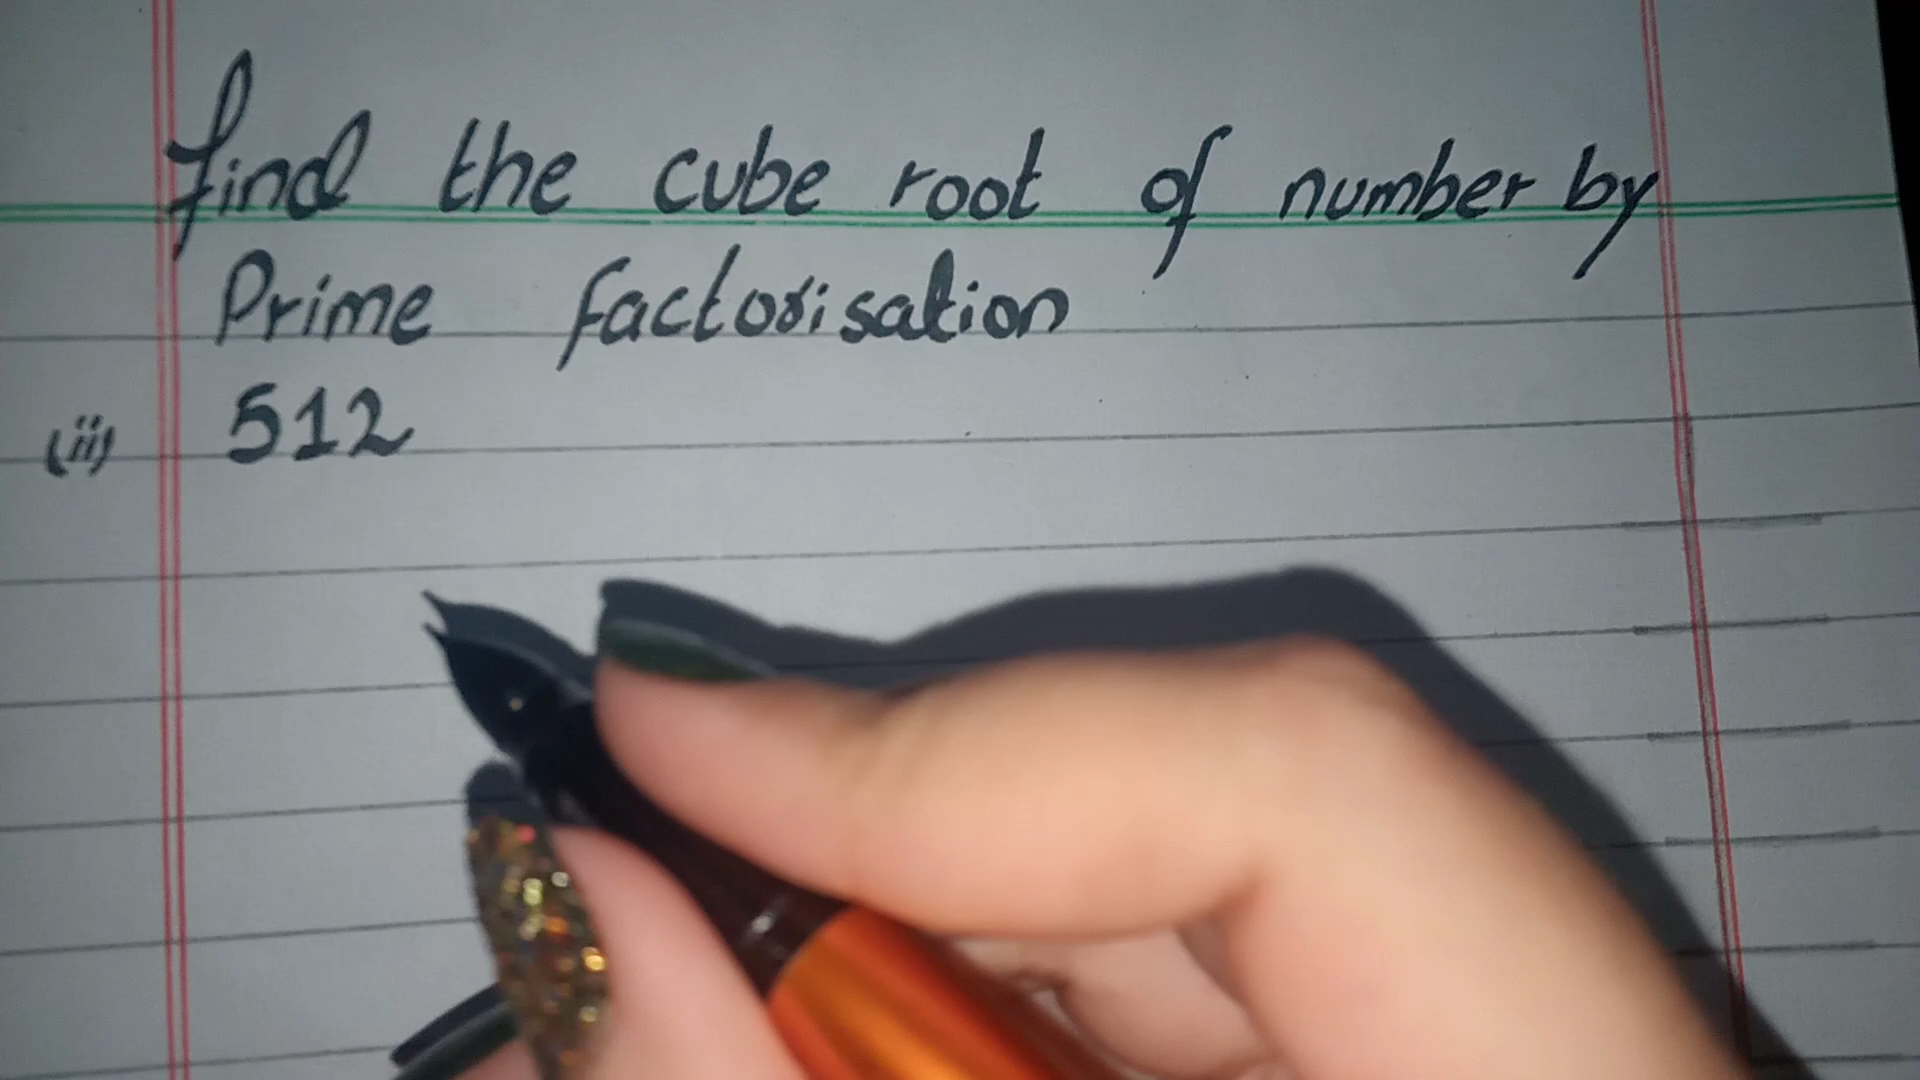 find the cube root of number by
Prime factorisation
(ii) 512